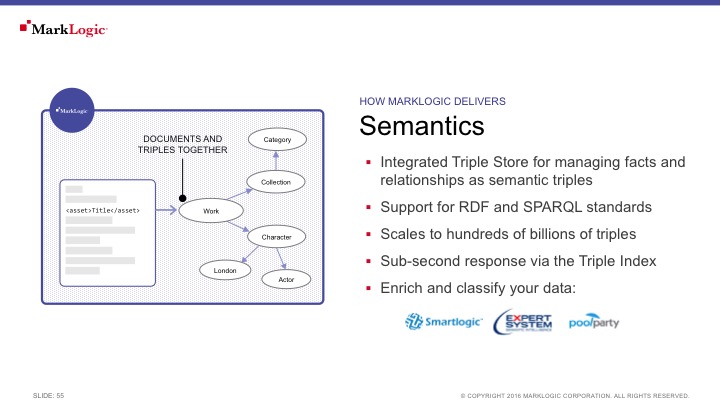 MarkLogic
MarkLogic
DOCUMENTS AND
TRIPLES TOGETHER
<asset>Title</asset>
Work
Category
Collection
Character
London
Actor
HOW MARKLOGIC DELIVERS
Semantics
▪ Integrated Triple Store for managing facts and
relationships as semantic triples
▪ Support for RDF and SPARQL standards
▪ Scales to hundreds of billions of triples
▪ Sub-second response via the Triple Index
▪ Enrich and classify your data:
Smartlogic
EXPERT
SYSTEM
poolparty
SLIDE: 55
© COPYRIGHT 2016 MARKLOGIC CORPORATION. ALL RIGHTS RESERVED.